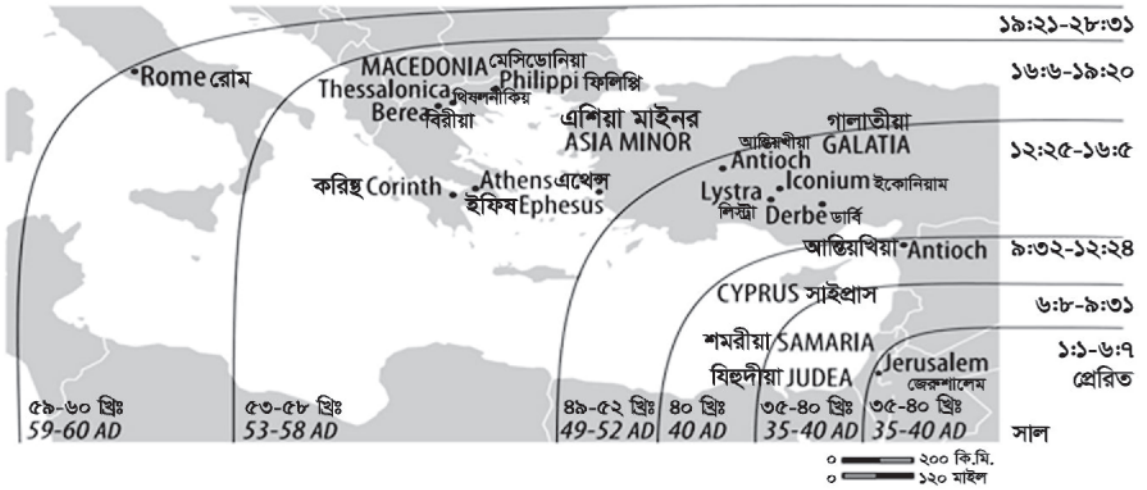 ১৯:২১-২৮:৩১
Rome রোম
MACEDONIA মেসিডোনিয়া
১৬:৬-১৯:২০
Thessalonica থিষলনীকিয়
Philippi ফিলিপ্পি
Berea বিরীয়া
এশিয়া মাইনর
ASIA MINOR
গালাতীয়া
GALATIA
১২:২৫-১৬:৫
আন্তিয়খীয়া
Antioch
করিন্থ Corinth
Athens এথেন্স
ইফিষ Ephesus
Lystra
লিস্ট্রা
Iconium ইকোনিয়াম
Derbe ডার্বি
আন্তিয়খিয়া Antioch
৯:৩২-১২:২৪
CYPRUS সাইপ্রাস
৬:৮-৯:৩১
শমরীয়া SAMARIA
১:১-৬:৭
প্রেরিত
যিহুদীয়া JUDEA
Jerusalem
জেরুশালেম
৫৯-৬০ খ্রিঃ
59-60 AD
৫৩-৫৮ খ্রিঃ
53-58 AD
৪৯-৫২ খ্রিঃ
49-52 AD
৪০ খ্রিঃ
40 AD
৩৫-৪০ খ্রিঃ
35-40 AD
৩৫-৪০ খ্রিঃ
35-40 AD
সাল
০ ২০০ কি.মি.
০ ১২০ মাইল